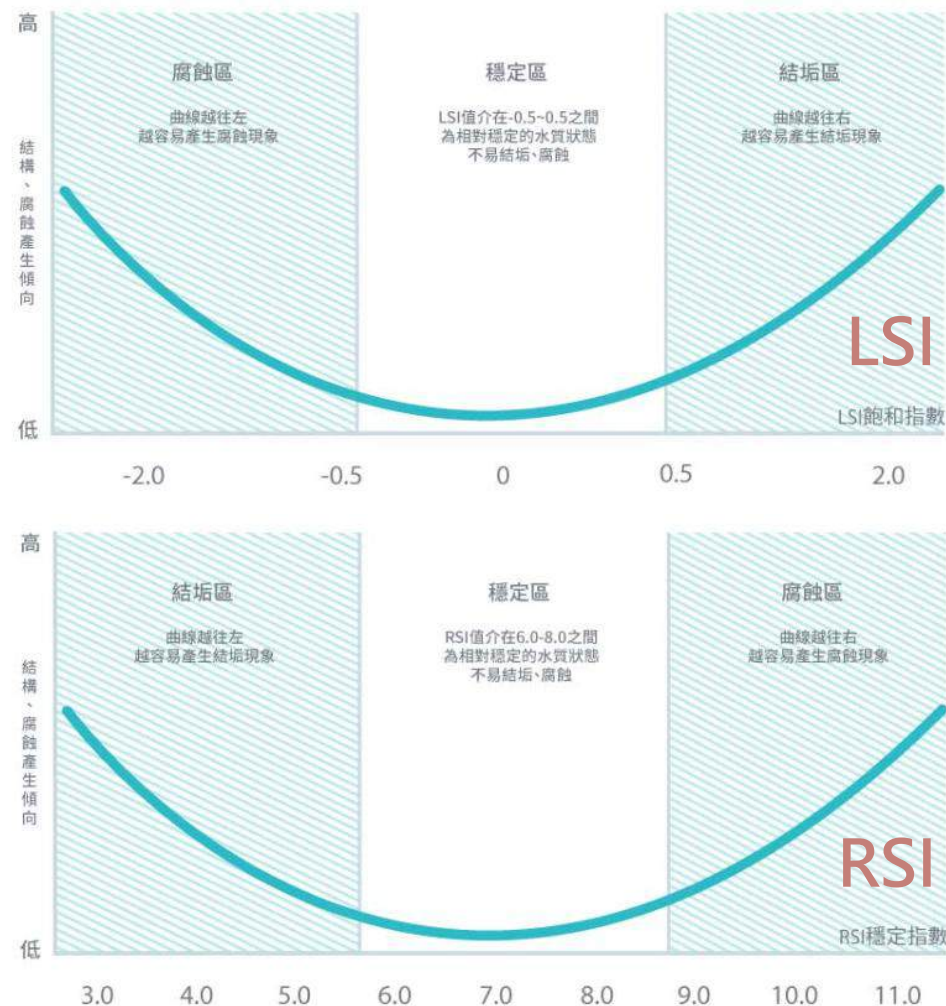 高
腐蝕區
曲線越往左
越容易產生腐蝕現象
穩定區
LSI值介在-0.5~0.5之間
為相對穩定的水質狀態
不易結垢、腐蝕
結垢區
曲線越往右
越容易產生結垢現象
結構、腐蝕產生傾向
LSI
LSI飽和指數
低
-2.0 -0.5 0 0.5 2.0
高
結垢區
曲線越往左
越容易產生結垢現象
穩定區
RSI值介在6.0-8.0之間
為相對穩定的水質狀態
不易結垢、腐蝕
腐蝕區
曲線越往右
越容易產生腐蝕現象
結構、腐蝕產生傾向
RSI
RSI穩定指數
低
3.0 4.0 5.0 6.0 7.0 8.0 9.0 10.0 11.0